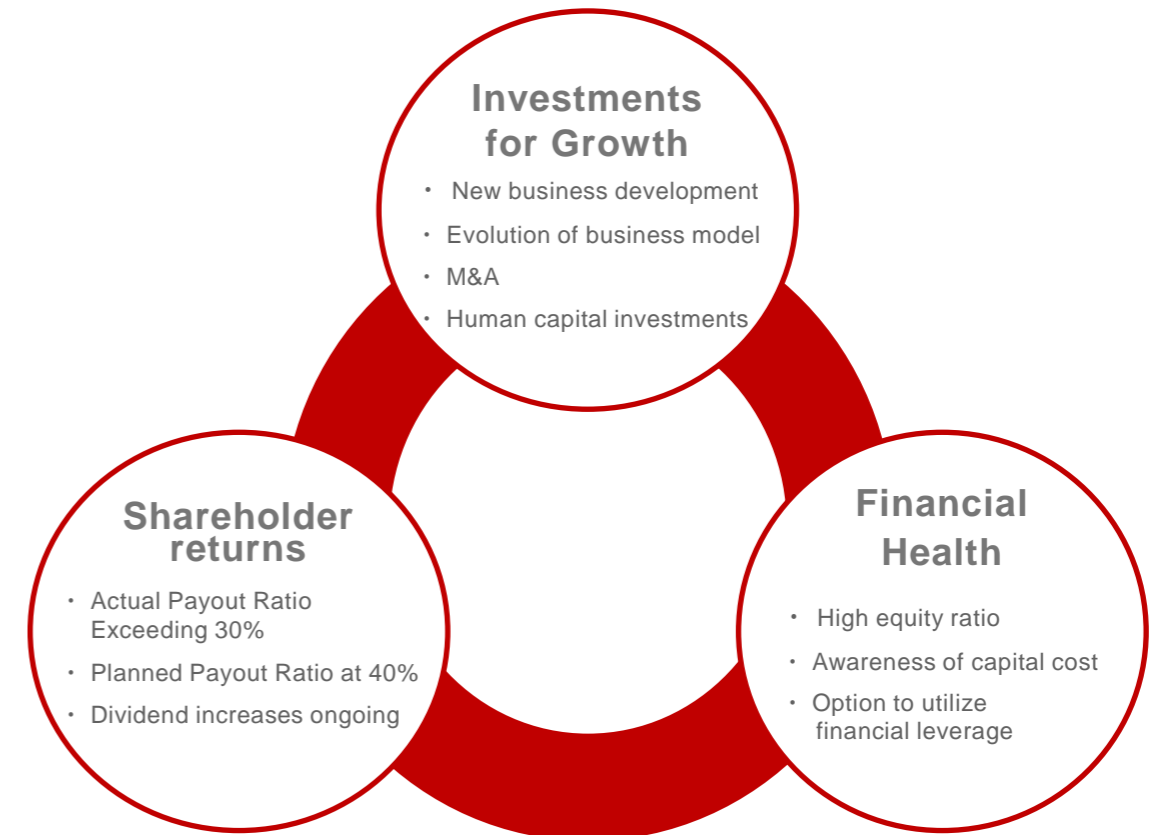 Investments
for Growth
・ New business development
・ Evolution of business model
・ M&A
・ Human capital investments
Shareholder
returns
・ Actual Payout Ratio
Exceeding 30%
・ Planned Payout Ratio at 40%
・ Dividend increases ongoing
Financial
Health
・ High equity ratio
・ Awareness of capital cost
・ Option to utilize
financial leverage